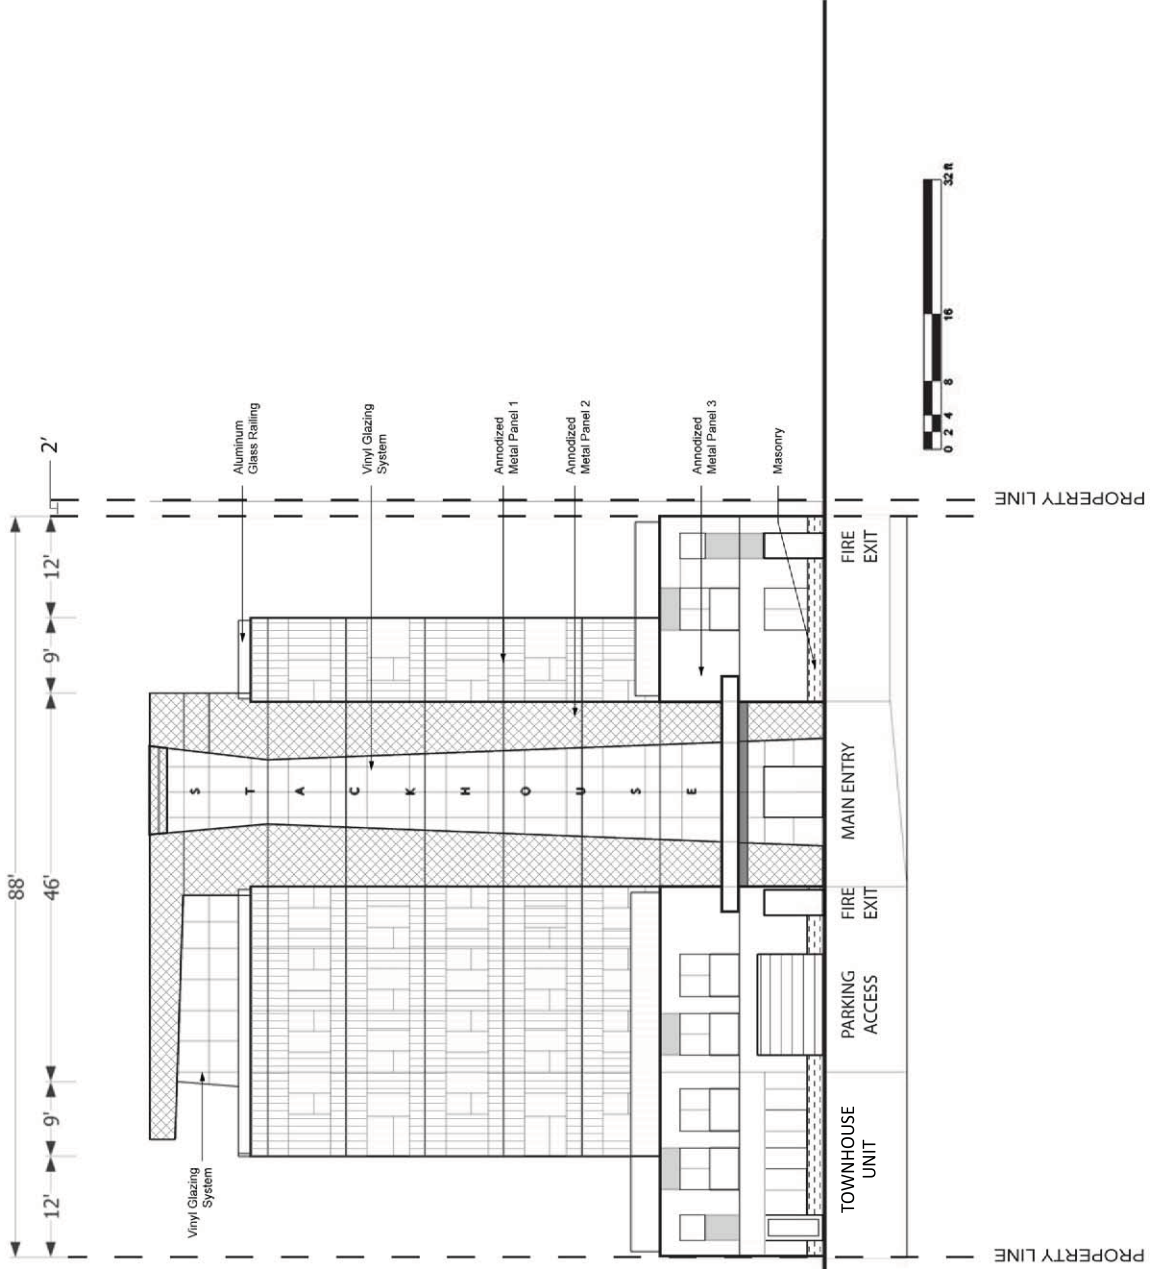 88'
12'
9'
46'
9'
12'
2'
Vinyl Glazing
System
Aluminum
Glass Railing
Vinyl Glazing
System
Annodized
Metal Panel 1
Annodized
Metal Panel 2
Annodized
Metal Panel 3
Masonry
STACKHOUSE
TOWNHOUSE
UNIT
PARKING
ACCESS
FIRE
EXIT
MAIN ENTRY
FIRE
EXIT
PROPERTY LINE
PROPERTY LINE
0 2 4 8 16 32 ft